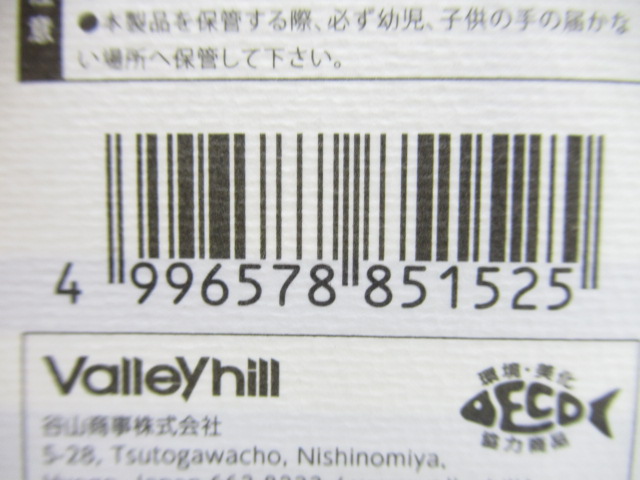 意
●本製品を保管する際、必ず幼児、子供の手の届かな
い場所へ保管して下さい。
4 996578 851525
Valleyhill
谷山商事株式会社
5-28, Tsutogawacho, Nishinomiya,
環境・美化
ECO
協力商品